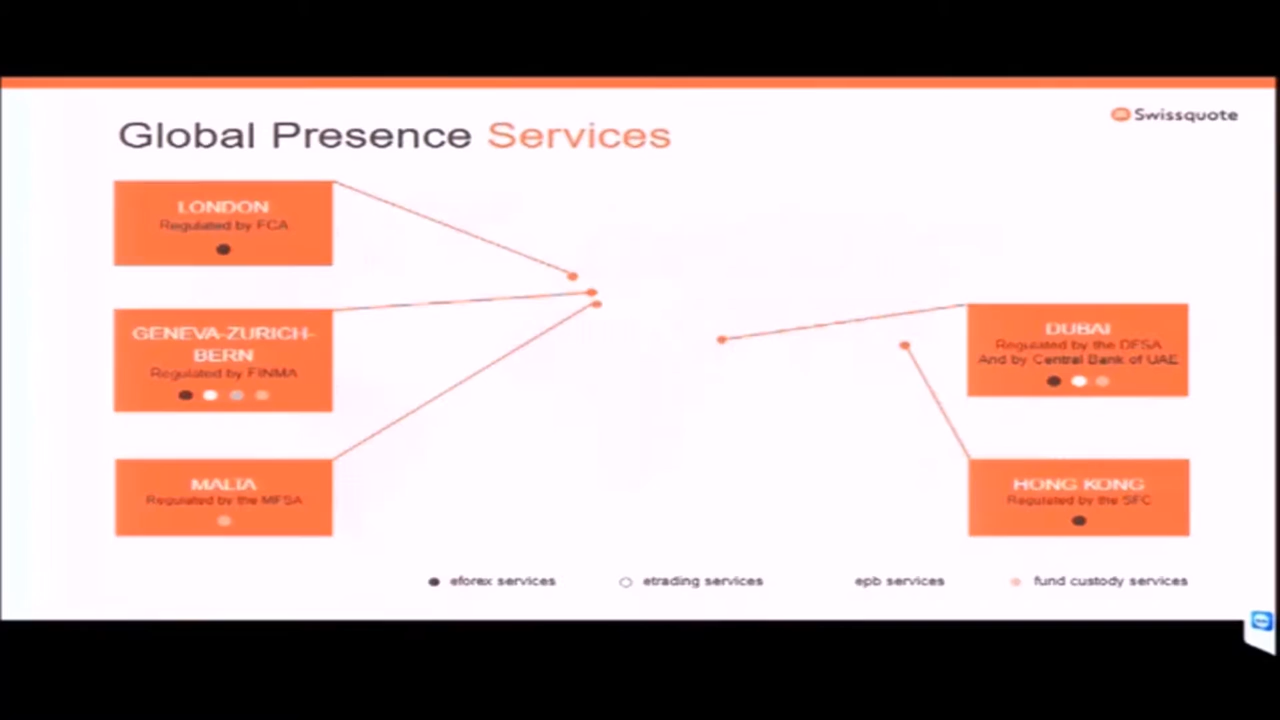 Global Presence Services
Swissquote
LONDON
Regulated by FCA
GENEVA-ZURICH-
BERN
Regulated by FINMA
MALTA
Regulated by the MFSA
DUBAI
Regulated by the DFSA
And by Central Bank of UAE
HONG KONG
Regulated by the SFC
eforex services
etrading services
epb services
fund custody services